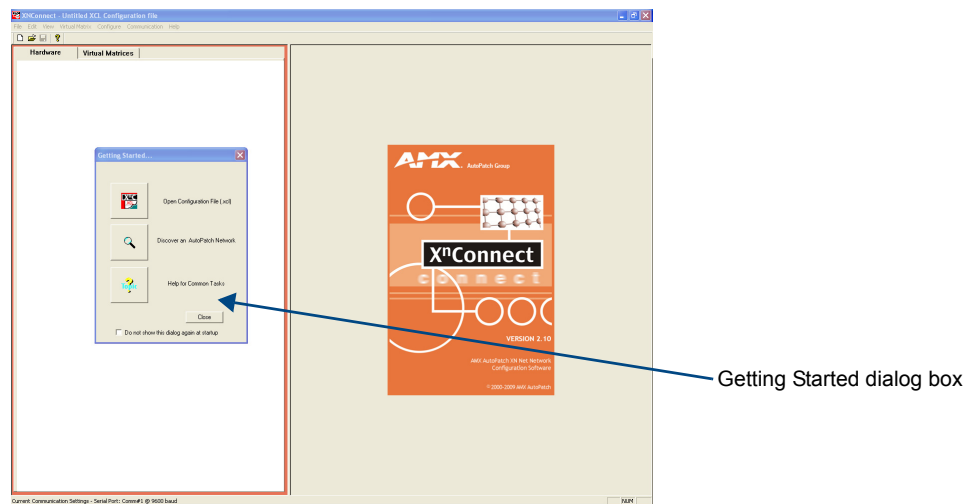 XNConnect - Untitled XCL Configuration file
File Edit View Virtual Matrix Configure Communication Help
Hardware Virtual Matrices
Getting Started...
Open Configuration File (.xcl)
Discover an AutoPatch Network
Help for Common Tasks
Close
Do not show this dialog again at startup
AMX AutoPatch Group
XⁿConnect
connect
VERSION 2.10
AMX AutoPatch XN Net Network
Configuration Software
© 2000-2009 AMX AutoPatch
Getting Started dialog box
Current Communication Settings - Serial Port: Comm#1 @ 9600 baud
NUM